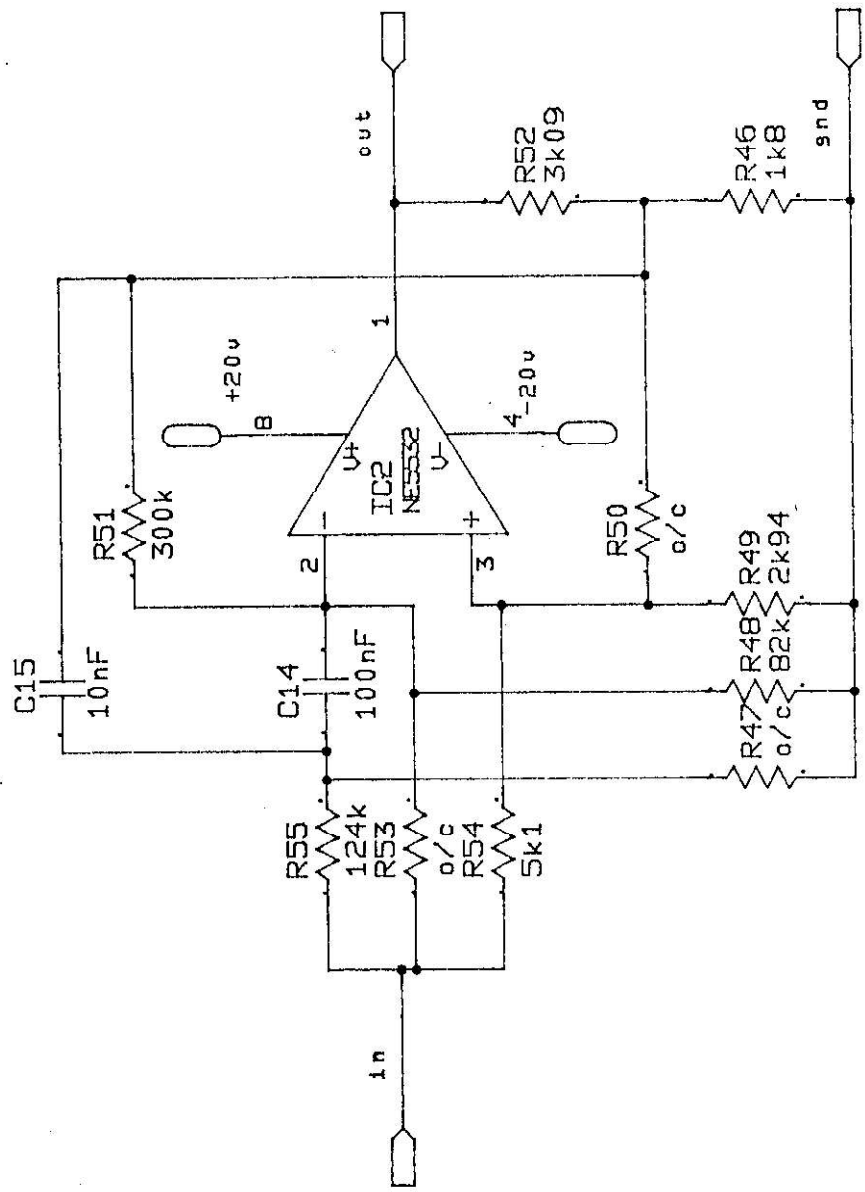 C15
10nF
R51
300k
C14
100nF
R55
124k
R53
o/c
R54
5k1
in
2
3
IC2
NE5532
V+
V-
8
+20v
4
-20v
1
out
R52
3k09
R46
1k8
gnd
R50
o/c
R49
2k94
R48
82k
R47
o/c